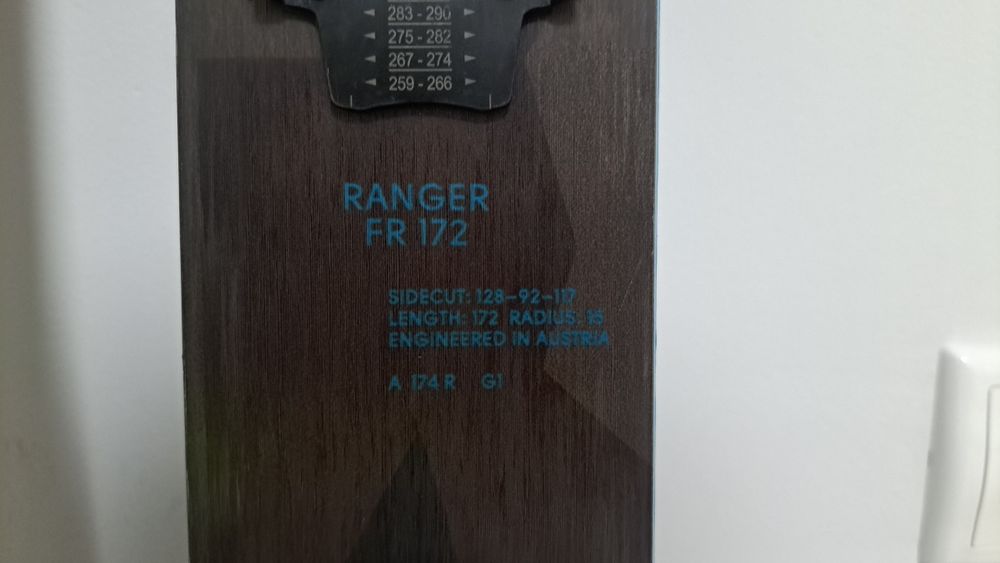 283 - 290
275 - 282
267 - 274
259 - 266
RANGER
FR 172
SIDECUT: 128-92-117
LENGTH: 172 RADIUS: 15
ENGINEERED IN AUSTRIA
A 174 R G1